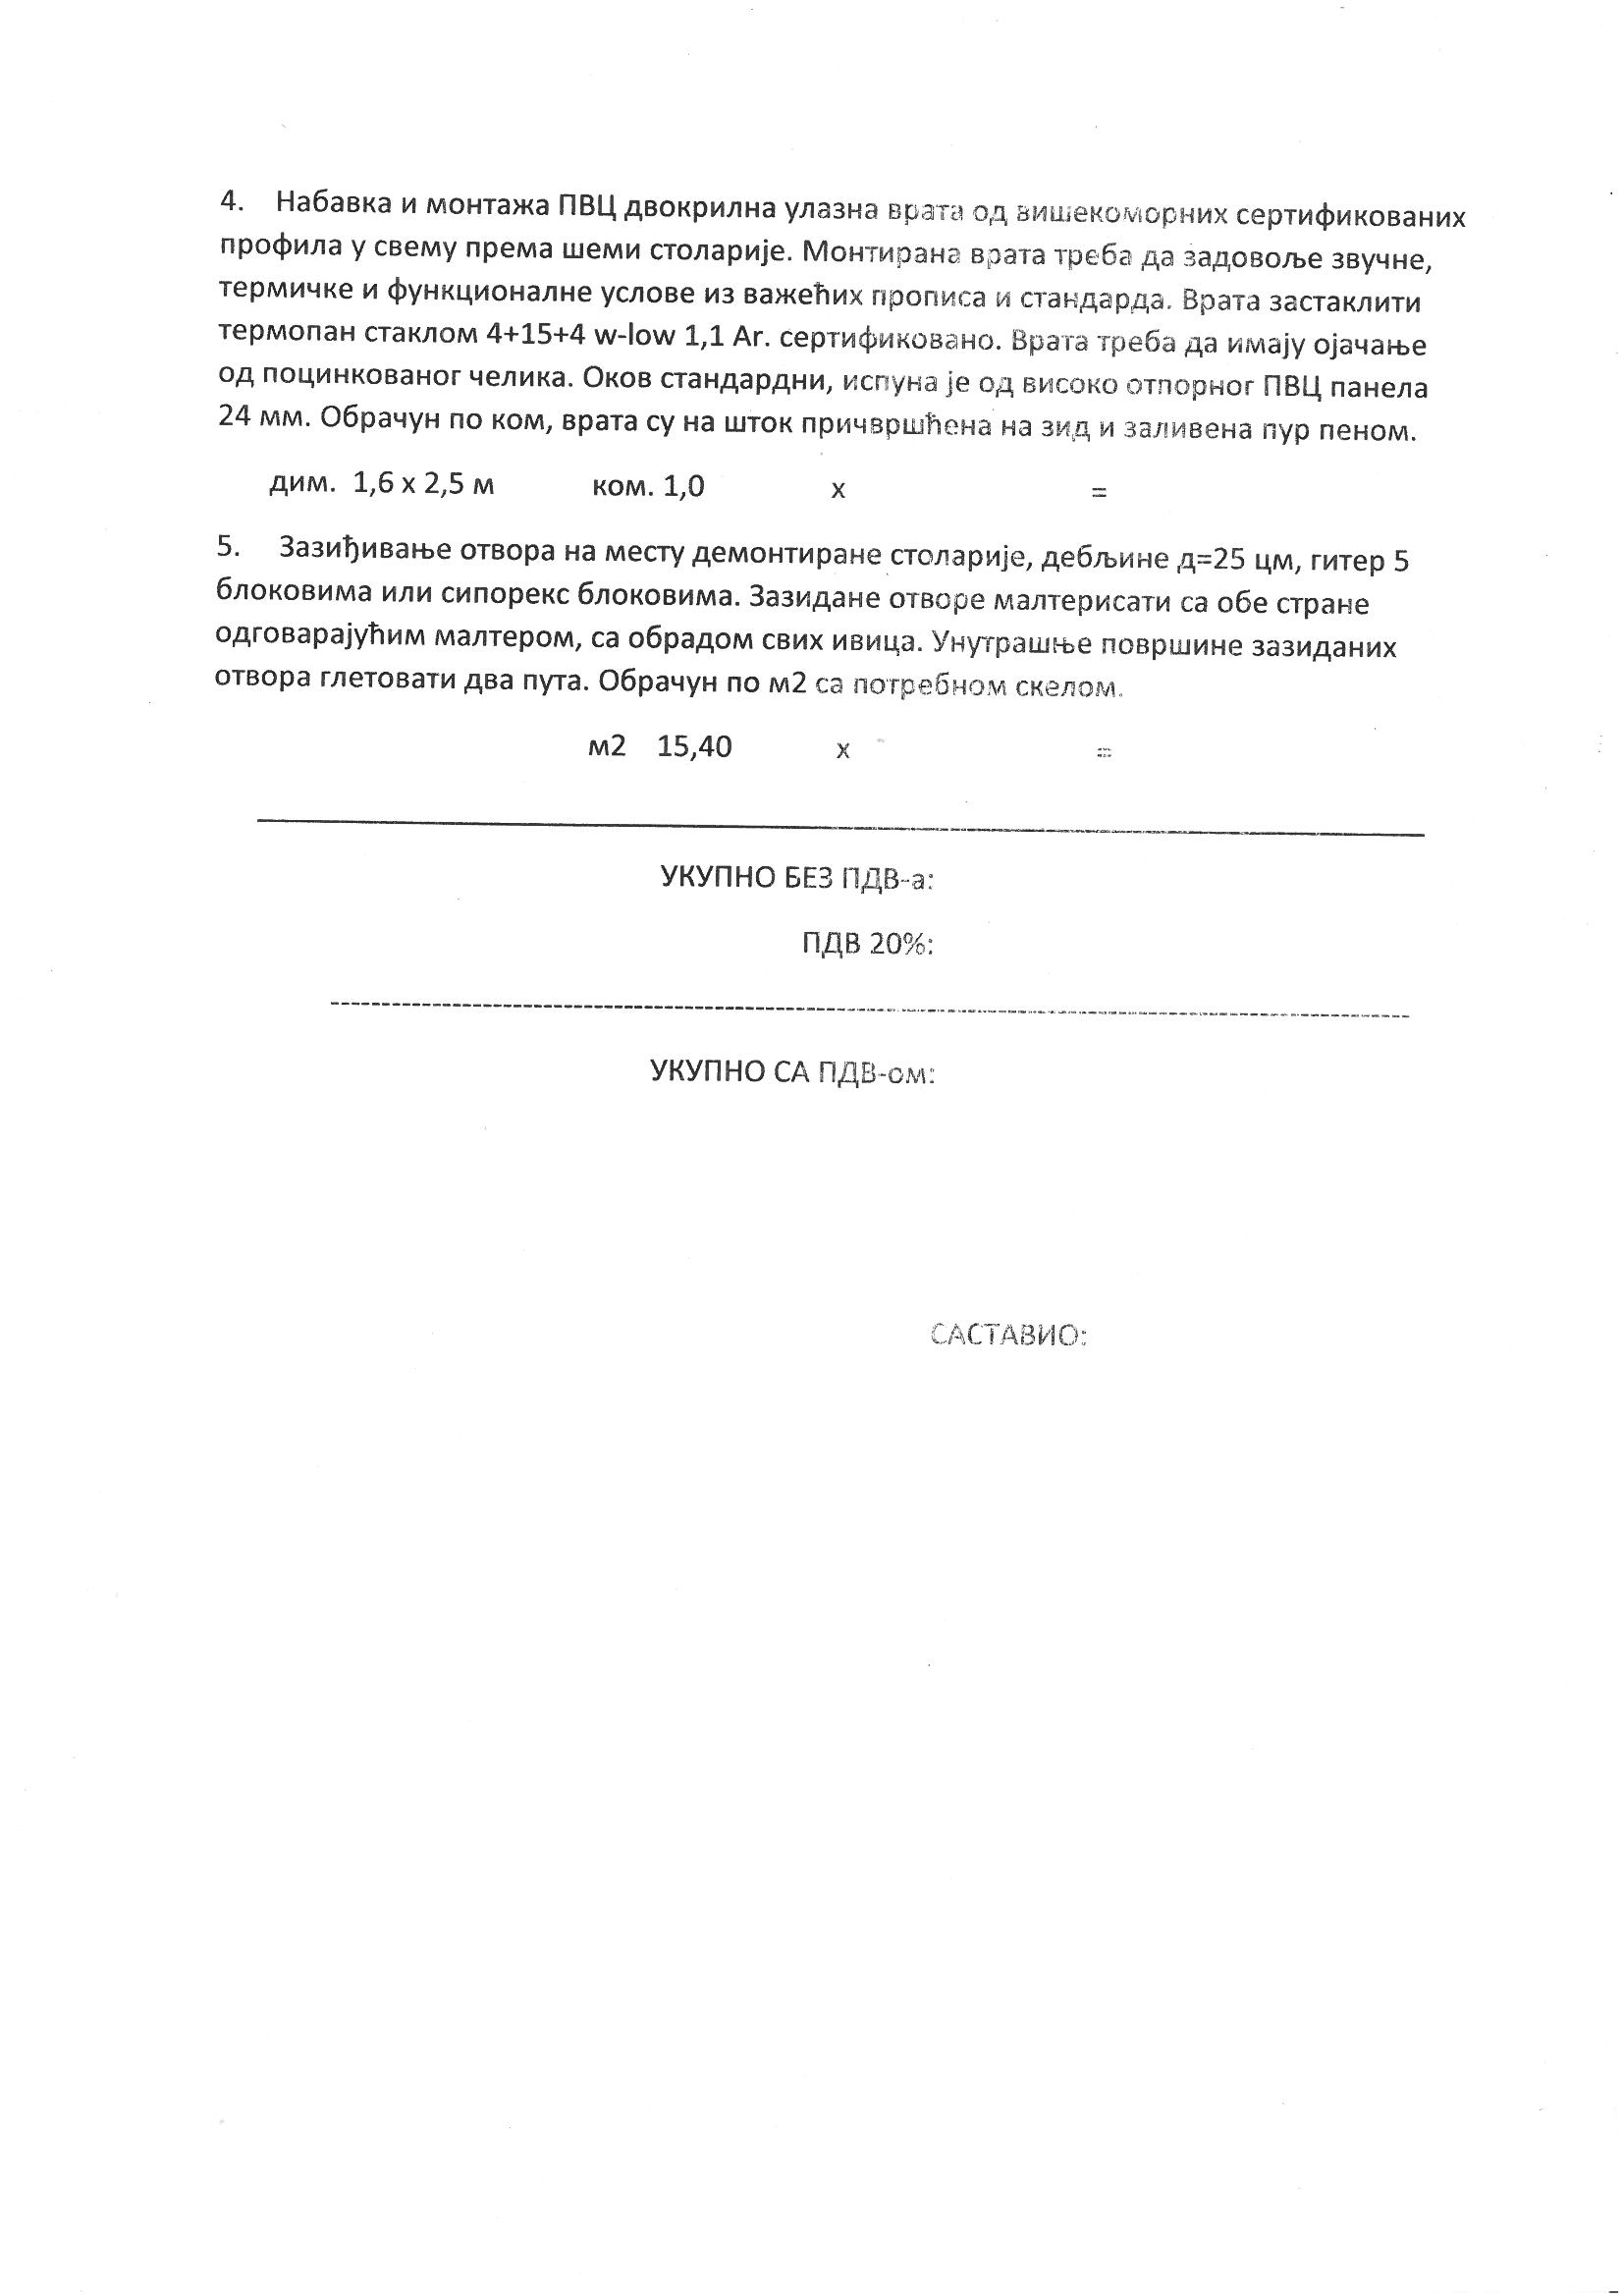 4. Набавка и монтажа ПВЦ двокрилна улазна врата од вишекоморних сертификованих
профила у свему према шеми столарије. Монтирана врата треба да задовоље звучне,
термичке и функционалне услове из важећих прописа и стандарда. Врата застаклити
термопан стаклом 4+15+4 w-low 1,1 Ar. сертификовано. Врата треба да имају ојачање
од поцинкованог челика. Оков стандардни, испуна је од високо отпорног ПВЦ панела
24 мм. Обрачун по ком, врата су на шток причвршћена на зид и заливена пур пеном.
дим. 1,6 х 2,5 м ком. 1,0 х =
5. Зазиђивање отвора на месту демонтиране столарије, дебљине д=25 цм, гитер 5
блоковима или сипорекс блоковима. Зазидане отворе малтерисати са обе стране
одговарајућим малтером, са обрадом свих ивица. Унутрашње површине зазиданих
отвора глетовати два пута. Обрачун по м2 са потребном скелом.
м2 15,40 х =
УКУПНО БЕЗ ПДВ-а:
ПДВ 20%:
УКУПНО СА ПДВ-ом:
САСТАВИО: